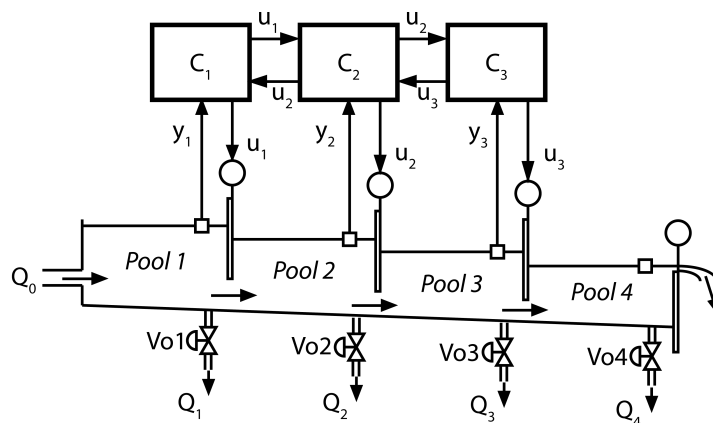 u₁ u₂
C₁ C₂ C₃
u₂ u₃
y₁ u₁ y₂ u₂ y₃ u₃
Q₀ Pool 1 Pool 2 Pool 3 Pool 4
Vo1 Vo2 Vo3 Vo4
Q₁ Q₂ Q₃ Q₄